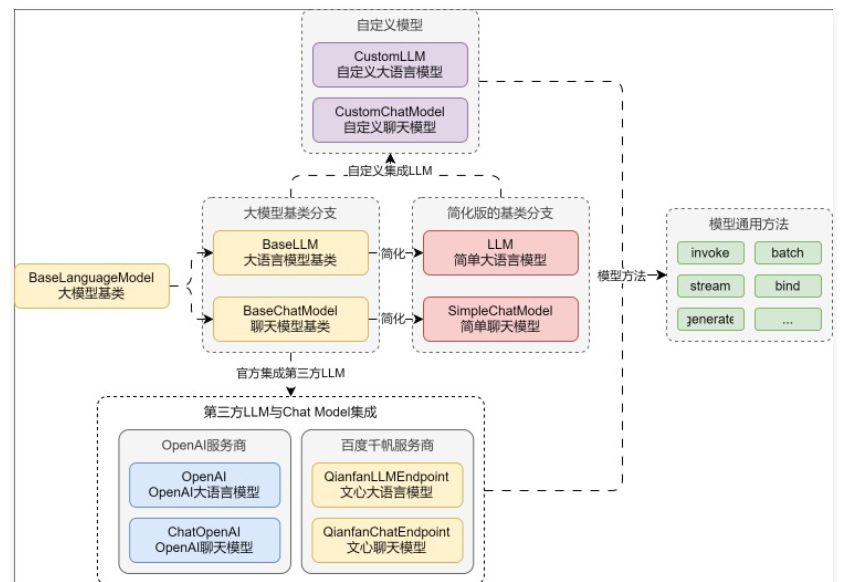 自定义模型
CustomLLM
自定义大语言模型
CustomChatModel
自定义聊天模型
自定义集成LLM
大模型基类分支
BaseLLM
大语言模型基类
BaseChatModel
聊天模型基类
简化
简化
简化版的基类分支
LLM
简单大语言模型
SimpleChatModel
简单聊天模型
BaseLanguageModel
大模型基类
模型方法
模型通用方法
invoke
batch
stream
bind
generate
...
官方集成第三方LLM
第三方LLM与Chat Model集成
OpenAI服务商
OpenAI
OpenAI大语言模型
ChatOpenAI
OpenAI聊天模型
百度千帆服务商
QianfanLLMEndpoint
文心大语言模型
QianfanChatEndpoint
文心聊天模型